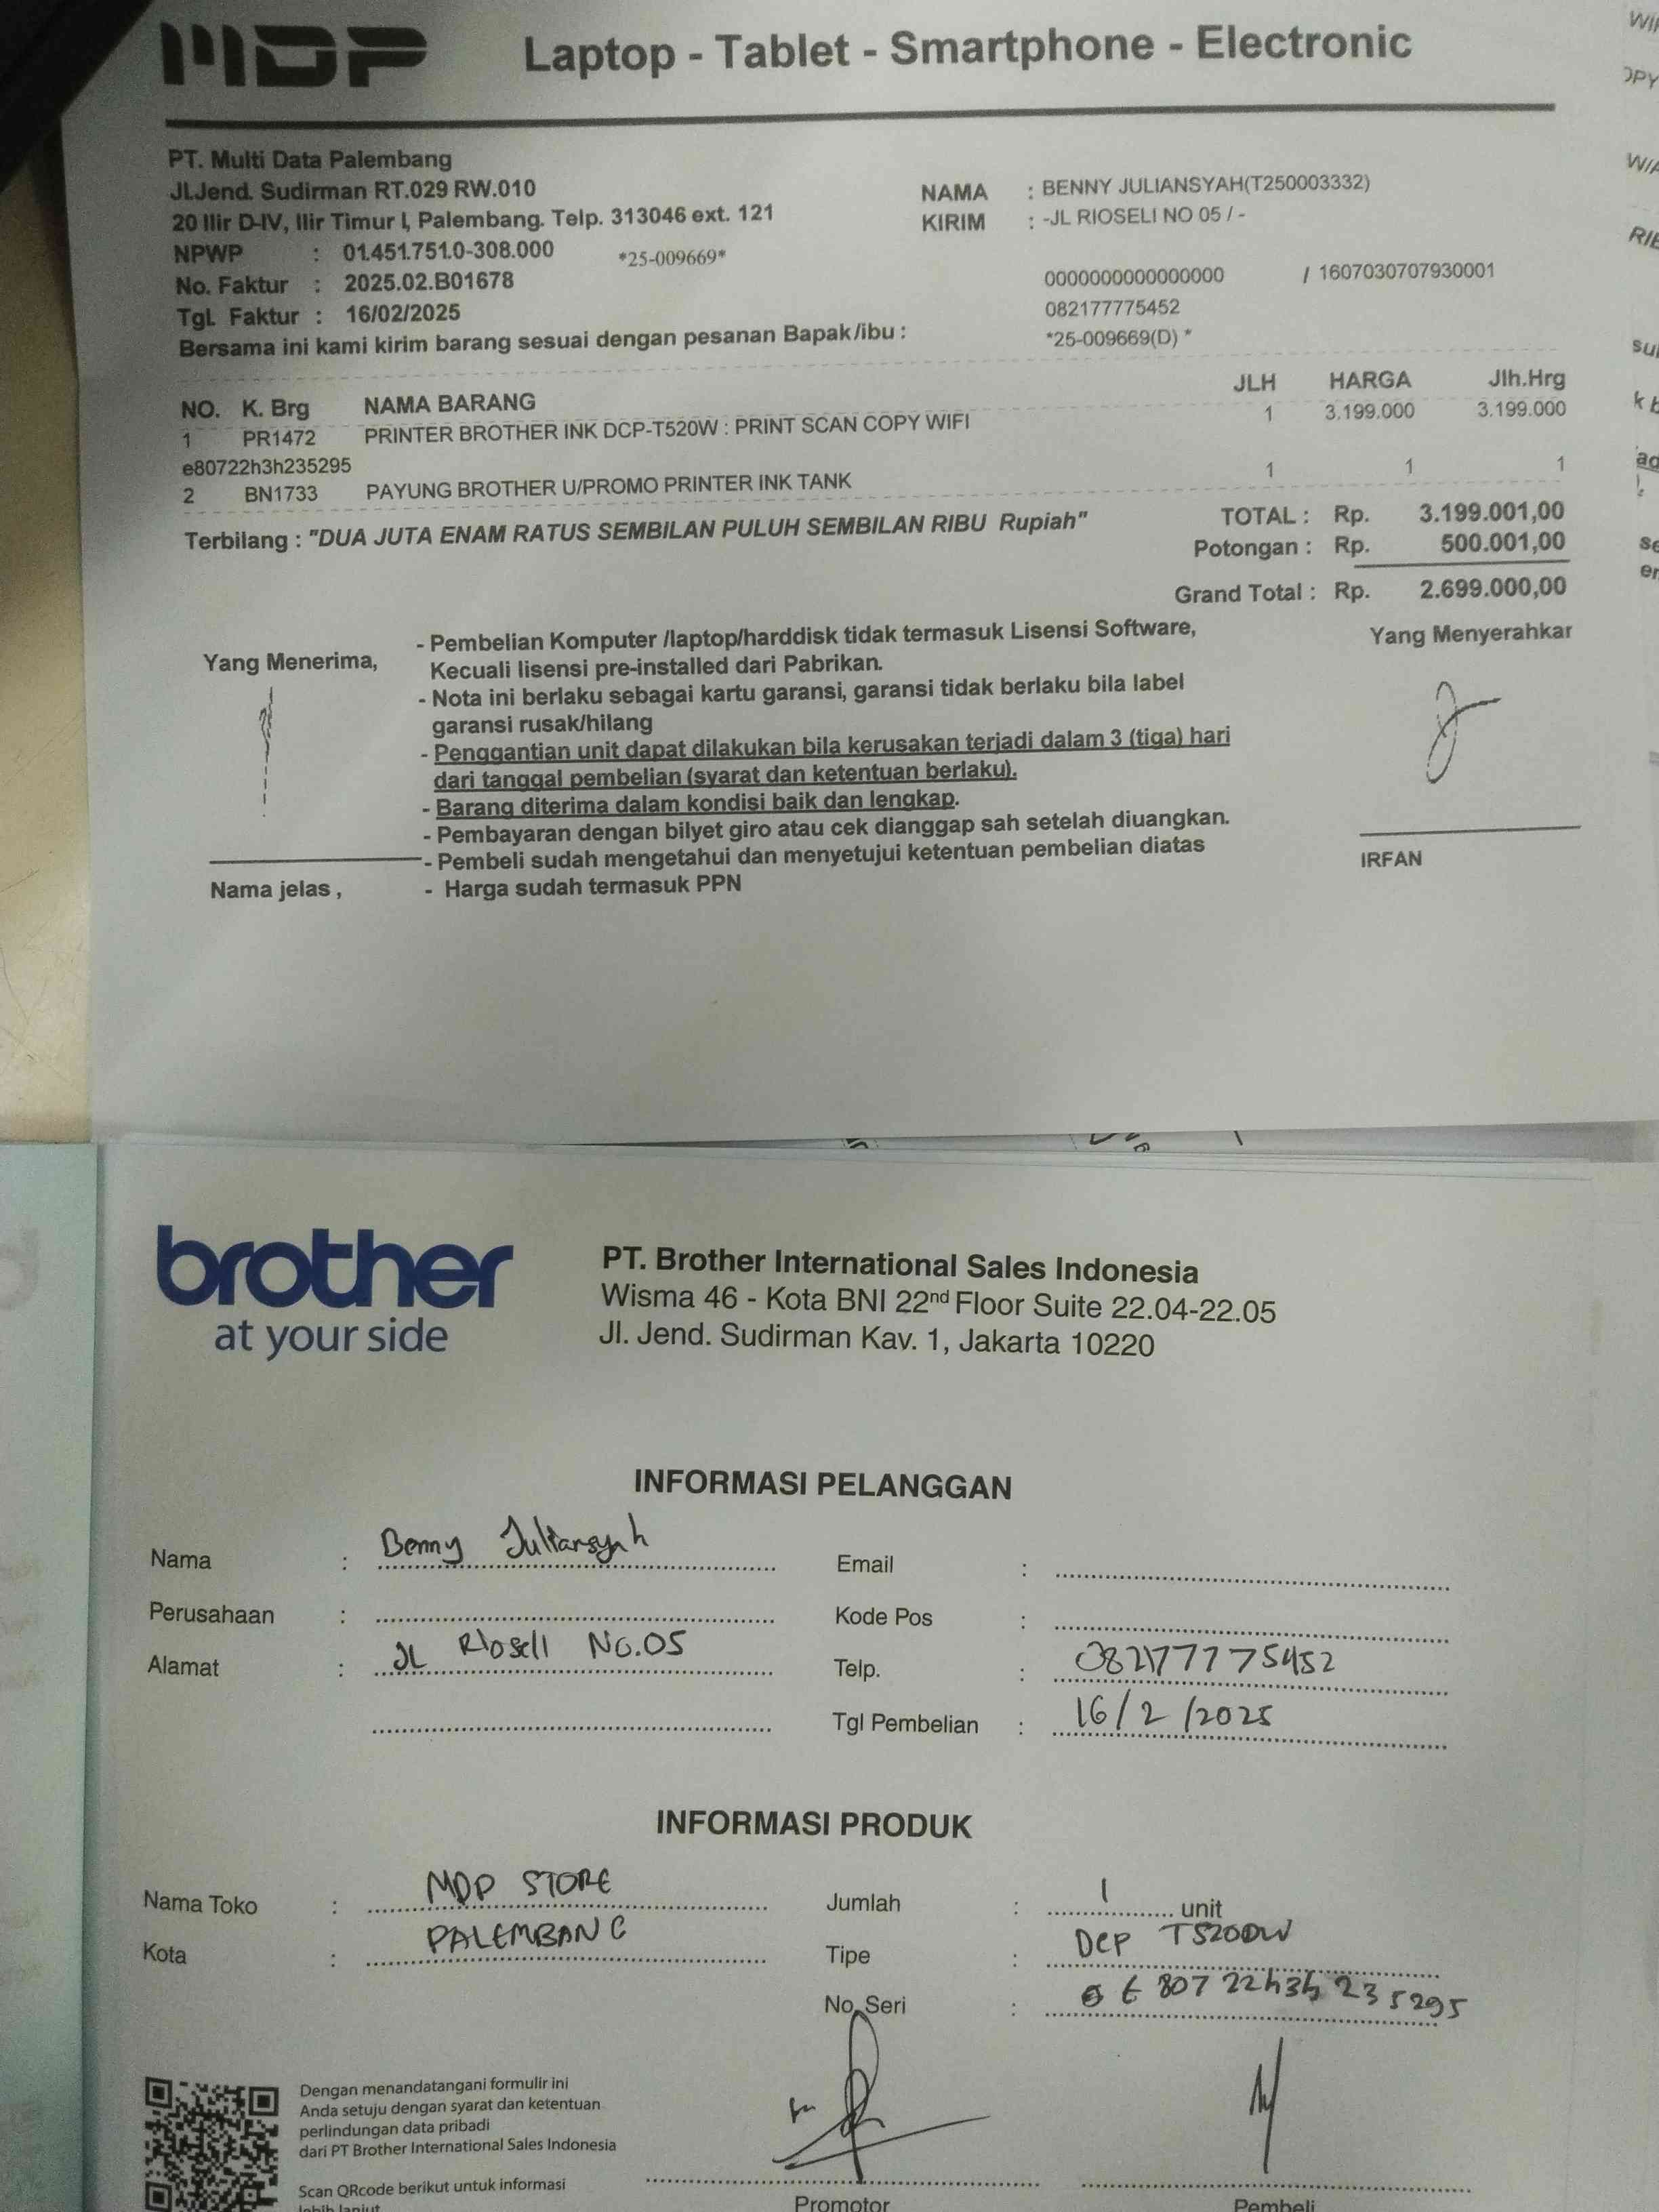 MDP Laptop - Tablet - Smartphone - Electronic
PT. Multi Data Palembang
Jl.Jend. Sudirman RT.029 RW.010
20 Ilir D-IV, Ilir Timur I, Palembang. Telp. 313046 ext. 121
NPWP : 01.451.751.0-308.000 *25-009669*
No. Faktur : 2025.02.B01678
Tgl. Faktur : 16/02/2025
Bersama ini kami kirim barang sesuai dengan pesanan Bapak/ibu :
NAMA : BENNY JULIANSYAH(T250003332)
KIRIM : -JL RIOSELI NO 05 / -
0000000000000000 / 1607030707930001
082177775452
*25-009669(D) *
NO. K. Brg NAMA BARANG JLH HARGA Jlh.Hrg
1 PR1472 PRINTER BROTHER INK DCP-T520W : PRINT SCAN COPY WIFI 1 3.199.000 3.199.000
e80722h3h235295
2 BN1733 PAYUNG BROTHER U/PROMO PRINTER INK TANK 1 1 1
Terbilang : "DUA JUTA ENAM RATUS SEMBILAN PULUH SEMBILAN RIBU Rupiah"
TOTAL : Rp. 3.199.001,00
Potongan : Rp. 500.001,00
Grand Total : Rp. 2.699.000,00
Yang Menerima,
- Pembelian Komputer /laptop/harddisk tidak termasuk Lisensi Software,
Kecuali lisensi pre-installed dari Pabrikan.
- Nota ini berlaku sebagai kartu garansi, garansi tidak berlaku bila label
garansi rusak/hilang
- Penggantian unit dapat dilakukan bila kerusakan terjadi dalam 3 (tiga) hari
dari tanggal pembelian (syarat dan ketentuan berlaku).
- Barang diterima dalam kondisi baik dan lengkap.
- Pembayaran dengan bilyet giro atau cek dianggap sah setelah diuangkan.
- Pembeli sudah mengetahui dan menyetujui ketentuan pembelian diatas
- Harga sudah termasuk PPN
Nama jelas ,
Yang Menyerahkar
IRFAN
brother
at your side
PT. Brother International Sales Indonesia
Wisma 46 - Kota BNI 22nd Floor Suite 22.04-22.05
Jl. Jend. Sudirman Kav. 1, Jakarta 10220
INFORMASI PELANGGAN
Nama : Benny Juliansyah
Perusahaan :
Alamat : JL Rioseli No.05
Email :
Kode Pos :
Telp. : 082177775452
Tgl Pembelian : 16/2/2025
INFORMASI PRODUK
Nama Toko : MDP STORE
Kota : PALEMBANG
Jumlah : 1 unit
Tipe : DCP T520DW
No. Seri : E80722h3h235295
Dengan menandatangani formulir ini
Anda setuju dengan syarat dan ketentuan
perlindungan data pribadi
dari PT Brother International Sales Indonesia
Scan QRcode berikut untuk informasi
lebih lanjut
Promotor
Pembeli